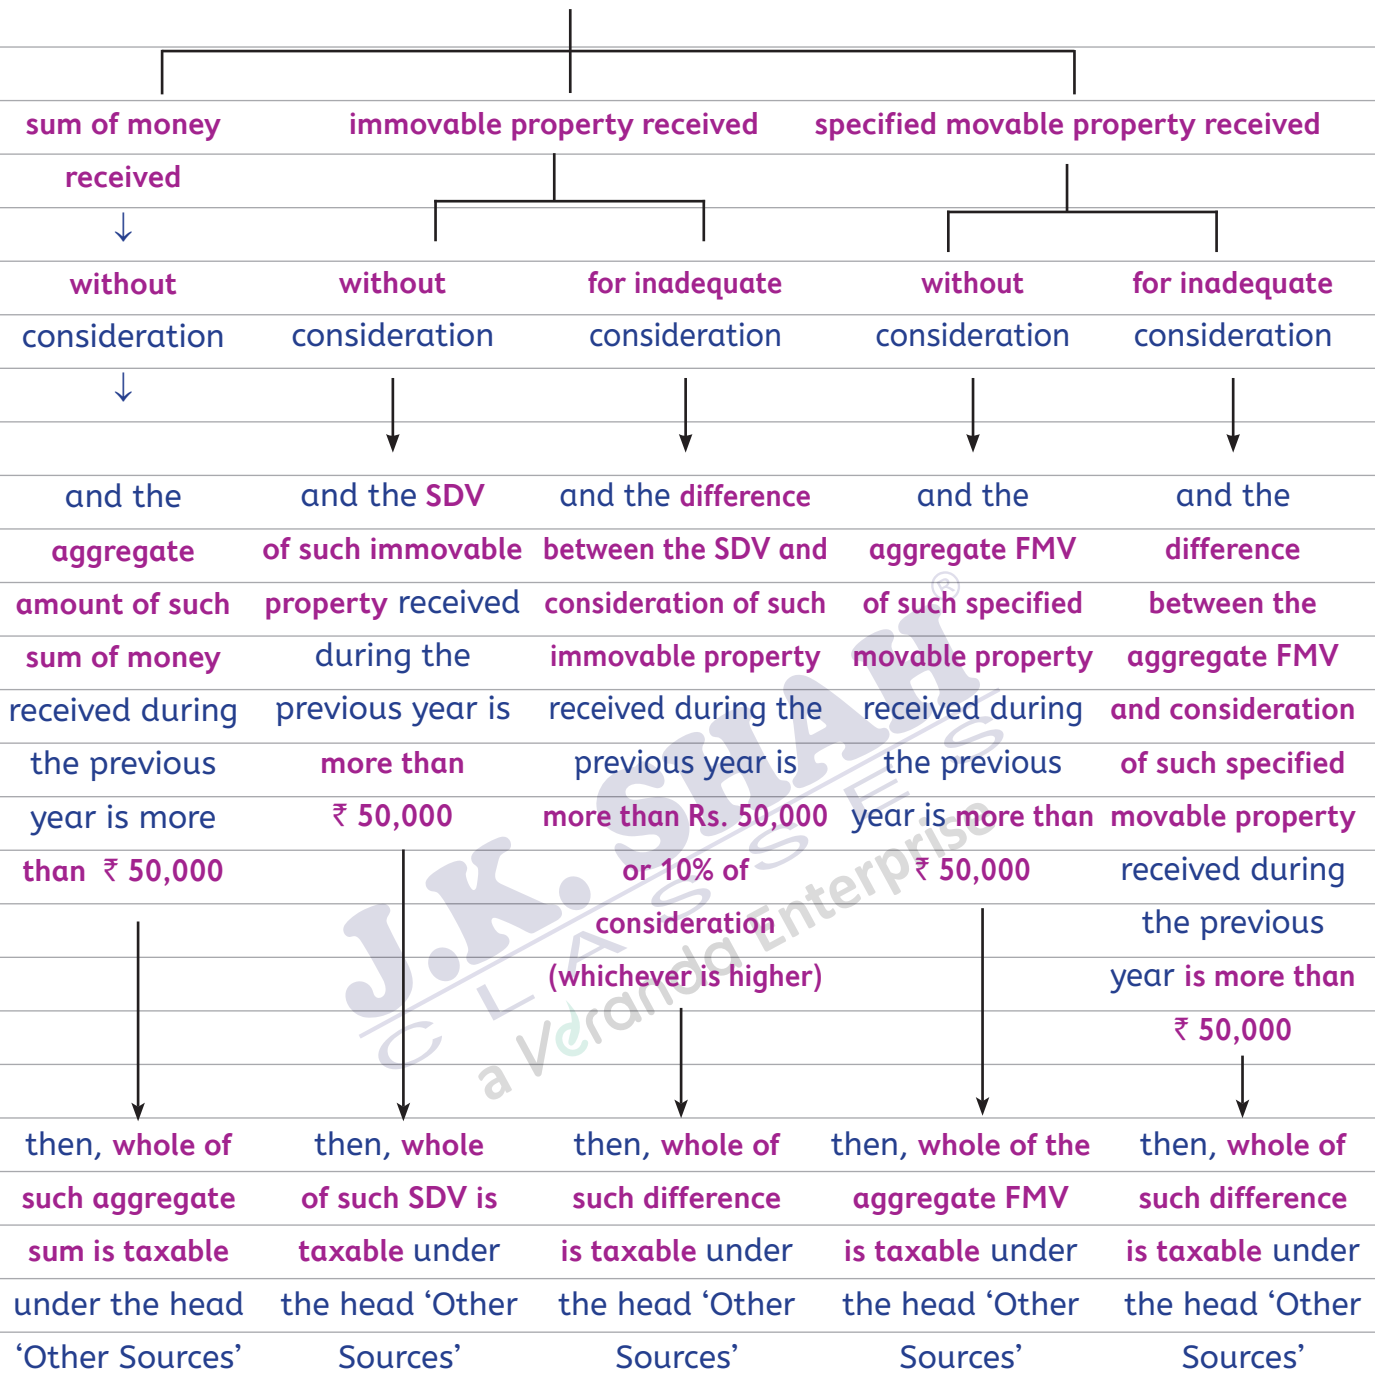 sum of money
received
↓
without
consideration
↓
and the
aggregate
amount of such
sum of money
received during
the previous
year is more
than ₹ 50,000
then, whole of
such aggregate
sum is taxable
under the head
‘Other Sources’
immovable property received
without
consideration
and the SDV
of such immovable
property received
during the
previous year is
more than
₹ 50,000
then, whole
of such SDV is
taxable under
the head ‘Other
Sources’
for inadequate
consideration
and the difference
between the SDV and
consideration of such
immovable property
received during the
previous year is
more than Rs. 50,000
or 10% of
consideration
(whichever is higher)
then, whole of
such difference
is taxable under
the head ‘Other
Sources’
specified movable property received
without
consideration
and the
aggregate FMV
of such specified
movable property
received during
the previous
year is more than
₹ 50,000
then, whole of the
aggregate FMV
is taxable under
the head ‘Other
Sources’
for inadequate
consideration
and the
difference
between the
aggregate FMV
and consideration
of such specified
movable property
received during
the previous
year is more than
₹ 50,000
then, whole of
such difference
is taxable under
the head ‘Other
Sources’
J.K. SHAH®
CLASSES
a Veranda Enterprise